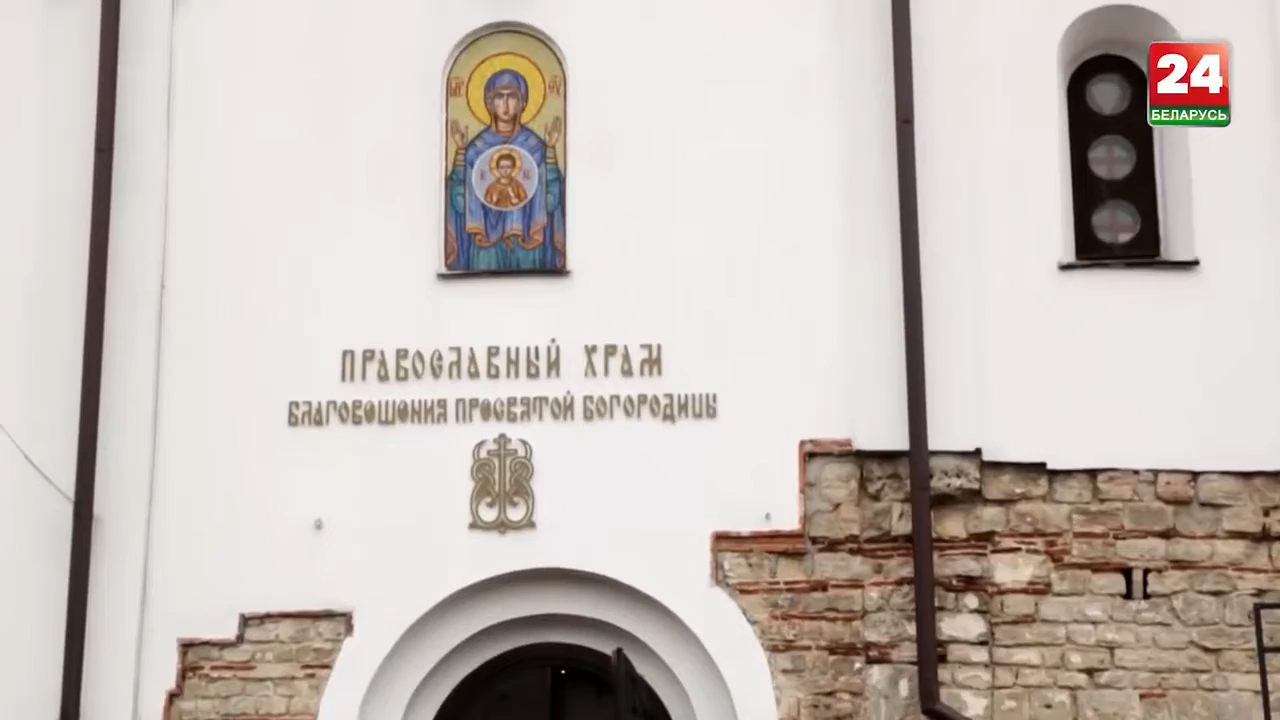 24
БЕЛАРУСЬ
ПРАВОСЛАВНЫЙ ХРАМ
БЛАГОВЕЩЕНИЯ ПРЕСВЯТОЙ БОГОРОДИЦЫ